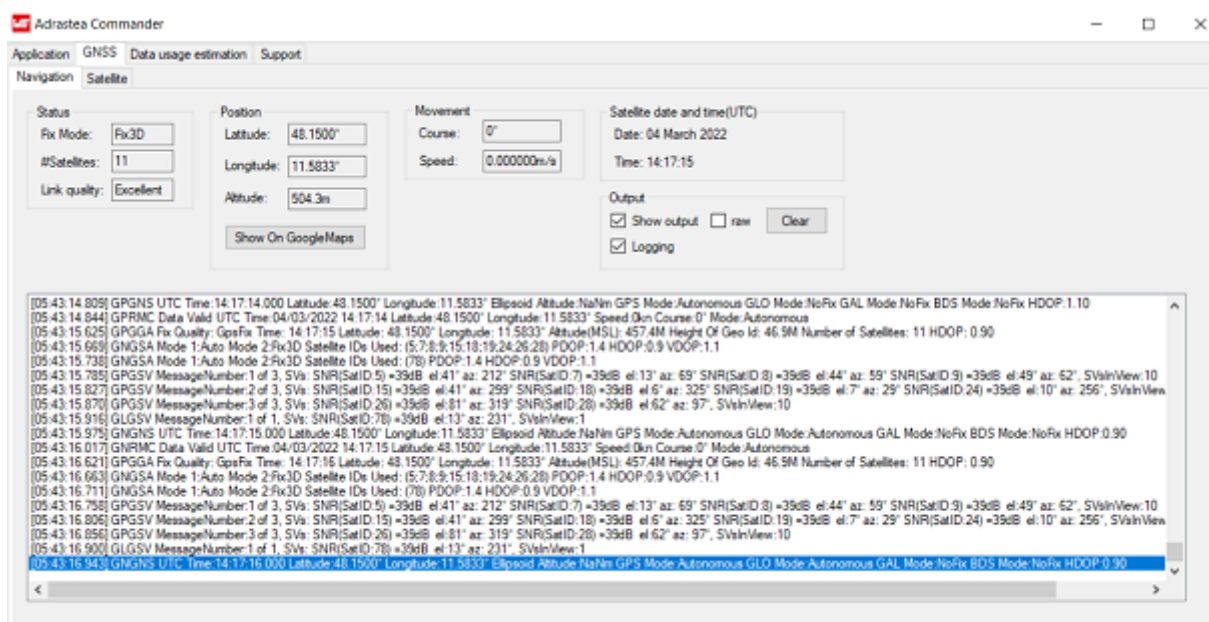 Adrastea Commander
Application GNSS Data usage estimation Support
Navigation Satellite
Status
Fix Mode: Fix3D
#Satellites: 11
Link quality: Excellent
Position
Latitude: 48.1500°
Longitude: 11.5833°
Altitude: 504.3m
Show On GoogleMaps
Movement
Course: 0°
Speed: 0.000000m/s
Satellite date and time(UTC)
Date: 04 March 2022
Time: 14:17:15
Output
Show output raw Clear
Logging
[05:43:14.809] GPGNS UTC Time:14:17:14.000 Latitude:48.1500° Longitude:11.5833° Ellipsoid Altitude:NaNm GPS Mode:Autonomous GLO Mode:NoFix GAL Mode:NoFix BDS Mode:NoFix HDOP:1.10
[05:43:14.844] GPRMC Data Valid UTC Time:04/03/2022 14:17:14 Latitude:48.1500° Longitude:11.5833° Speed:0kn Course:0° Mode:Autonomous
[05:43:15.625] GPGGA Fix Quality: GpsFix Time: 14:17:15 Latitude: 48.1500° Longitude: 11.5833° Altitude(MSL): 457.4M Height Of Geo Id: 46.9M Number of Satellites: 11 HDOP: 0.90
[05:43:15.669] GNGSA Mode 1:Auto Mode 2:Fix3D Satellite IDs Used: (5;7;8;9;15;18;19;24;26;28) PDOP:1.4 HDOP:0.9 VDOP:1.1
[05:43:15.738] GNGSA Mode 1:Auto Mode 2:Fix3D Satellite IDs Used: (78) PDOP:1.4 HDOP:0.9 VDOP:1.1
[05:43:15.785] GPGSV MessageNumber:1 of 3, SVs: SNR(SatID:5) =39dB el:41° az: 212° SNR(SatID:7) =39dB el:13° az: 69° SNR(SatID:8) =39dB el:44° az: 59° SNR(SatID:9) =39dB el:49° az: 62°, SVsInView:10
[05:43:15.827] GPGSV MessageNumber:2 of 3, SVs: SNR(SatID:15) =39dB el:41° az: 299° SNR(SatID:18) =39dB el:6° az: 325° SNR(SatID:19) =39dB el:7° az: 29° SNR(SatID:24) =39dB el:10° az: 256°, SVsInView
[05:43:15.870] GPGSV MessageNumber:3 of 3, SVs: SNR(SatID:26) =39dB el:81° az: 319° SNR(SatID:28) =39dB el:62° az: 97°, SVsInView:10
[05:43:15.916] GLGSV MessageNumber:1 of 1, SVs: SNR(SatID:78) =39dB el:13° az: 231°, SVsInView:1
[05:43:15.975] GNGNS UTC Time:14:17:15.000 Latitude:48.1500° Longitude:11.5833° Ellipsoid Altitude:NaNm GPS Mode:Autonomous GLO Mode:Autonomous GAL Mode:NoFix BDS Mode:NoFix HDOP:0.90
[05:43:16.017] GNRMC Data Valid UTC Time:04/03/2022 14:17:15 Latitude:48.1500° Longitude:11.5833° Speed:0kn Course:0° Mode:Autonomous
[05:43:16.621] GPGGA Fix Quality: GpsFix Time: 14:17:16 Latitude: 48.1500° Longitude: 11.5833° Altitude(MSL): 457.4M Height Of Geo Id: 46.9M Number of Satellites: 11 HDOP: 0.90
[05:43:16.663] GNGSA Mode 1:Auto Mode 2:Fix3D Satellite IDs Used: (5;7;8;9;15;18;19;24;26;28) PDOP:1.4 HDOP:0.9 VDOP:1.1
[05:43:16.711] GNGSA Mode 1:Auto Mode 2:Fix3D Satellite IDs Used: (78) PDOP:1.4 HDOP:0.9 VDOP:1.1
[05:43:16.758] GPGSV MessageNumber:1 of 3, SVs: SNR(SatID:5) =39dB el:41° az: 212° SNR(SatID:7) =39dB el:13° az: 69° SNR(SatID:8) =39dB el:44° az: 59° SNR(SatID:9) =39dB el:49° az: 62°, SVsInView:10
[05:43:16.806] GPGSV MessageNumber:2 of 3, SVs: SNR(SatID:15) =39dB el:41° az: 299° SNR(SatID:18) =39dB el:6° az: 325° SNR(SatID:19) =39dB el:7° az: 29° SNR(SatID:24) =39dB el:10° az: 256°, SVsInView
[05:43:16.856] GPGSV MessageNumber:3 of 3, SVs: SNR(SatID:26) =39dB el:81° az: 319° SNR(SatID:28) =39dB el:62° az: 97°, SVsInView:10
[05:43:16.900] GLGSV MessageNumber:1 of 1, SVs: SNR(SatID:78) =39dB el:13° az: 231°, SVsInView:1
[05:43:16.943] GNGNS UTC Time:14:17:16.000 Latitude:48.1500° Longitude:11.5833° Ellipsoid Altitude:NaNm GPS Mode:Autonomous GLO Mode:Autonomous GAL Mode:NoFix BDS Mode:NoFix HDOP:0.90